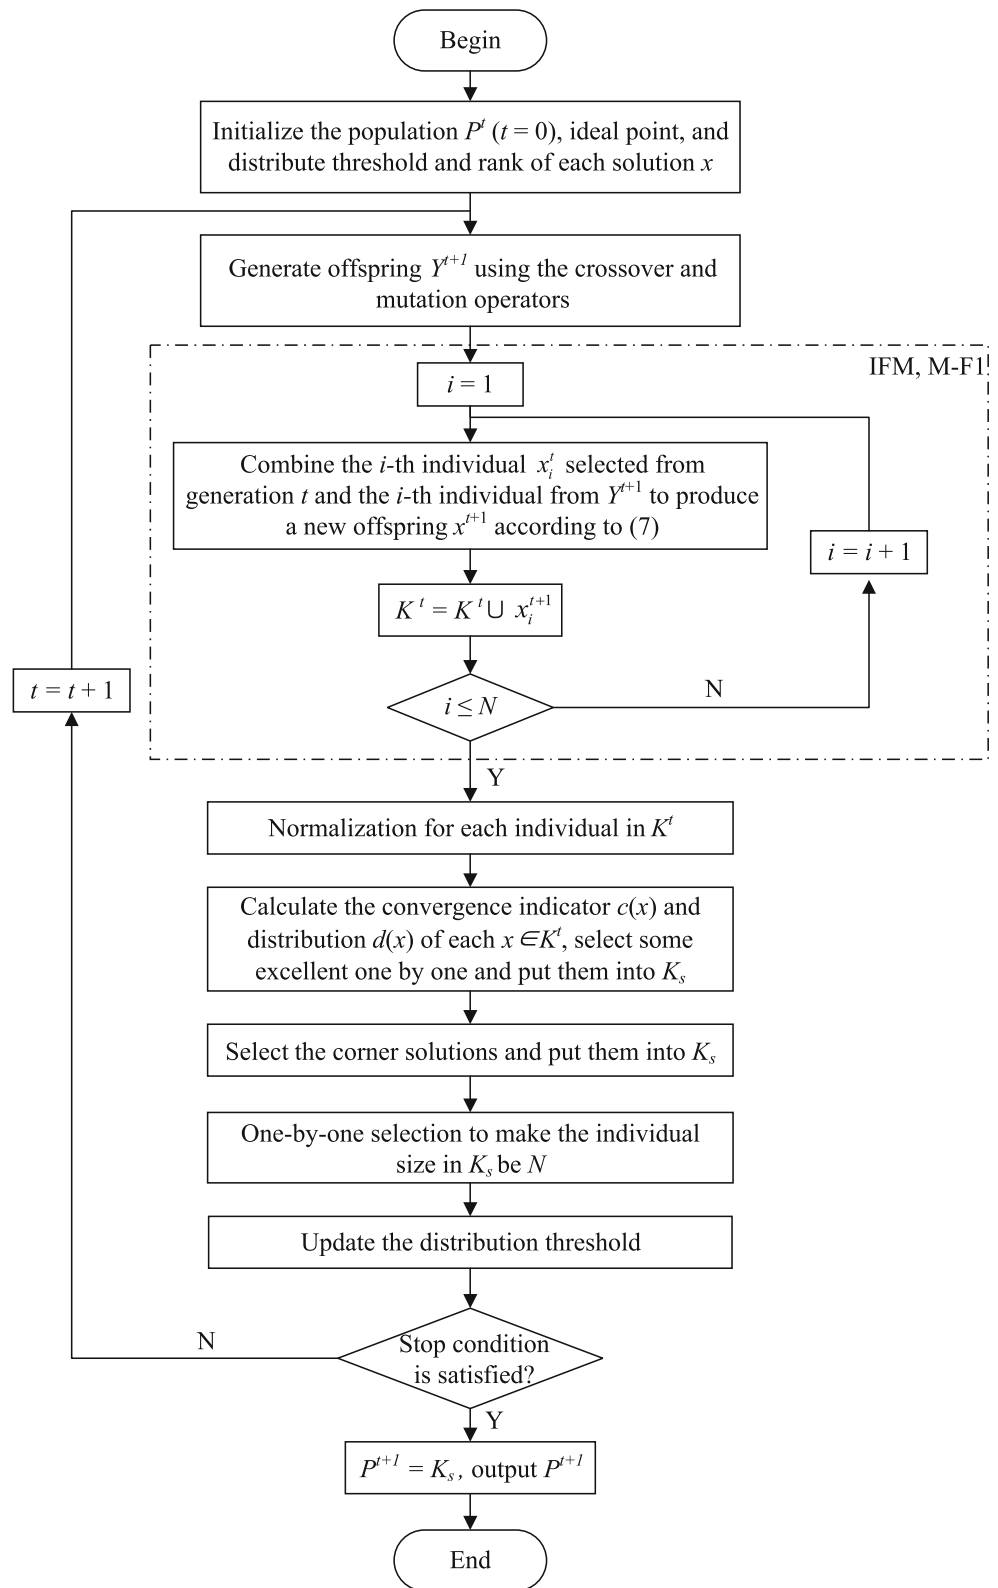 Begin
Initialize the population P^t (t = 0), ideal point, and
distribute threshold and rank of each solution x
Generate offspring Y^{t+1} using the crossover and
mutation operators
IFM, M-F1
i = 1
Combine the i-th individual x_i^t selected from
generation t and the i-th individual from Y^{t+1} to produce
a new offspring x^{t+1} according to (7)
i = i + 1
K^t = K^t ∪ x_i^{t+1}
t = t + 1
i ≤ N
N
Y
Normalization for each individual in K^t
Calculate the convergence indicator c(x) and
distribution d(x) of each x ∈ K^t, select some
excellent one by one and put them into K_s
Select the corner solutions and put them into K_s
One-by-one selection to make the individual
size in K_s be N
Update the distribution threshold
N
Stop condition
is satisfied?
Y
P^{t+1} = K_s, output P^{t+1}
End